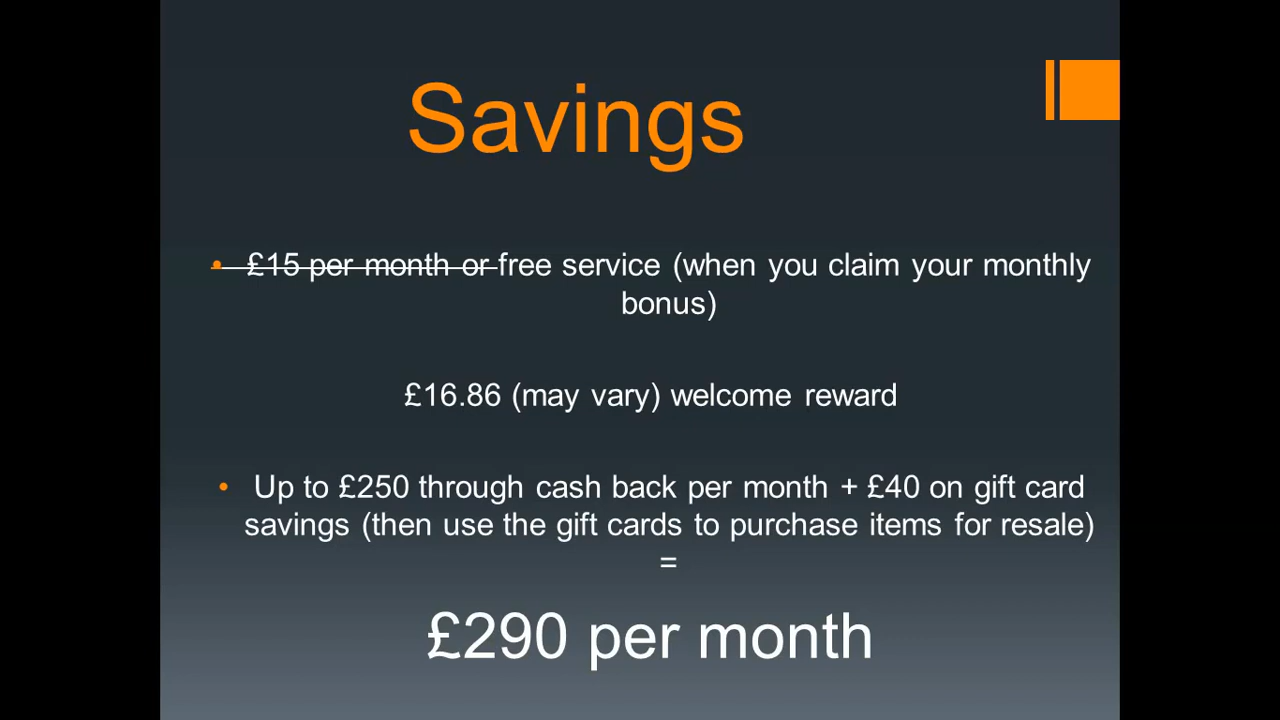 Savings
• £15 per month or free service (when you claim your monthly
bonus)
£16.86 (may vary) welcome reward
• Up to £250 through cash back per month + £40 on gift card
savings (then use the gift cards to purchase items for resale)
=
£290 per month